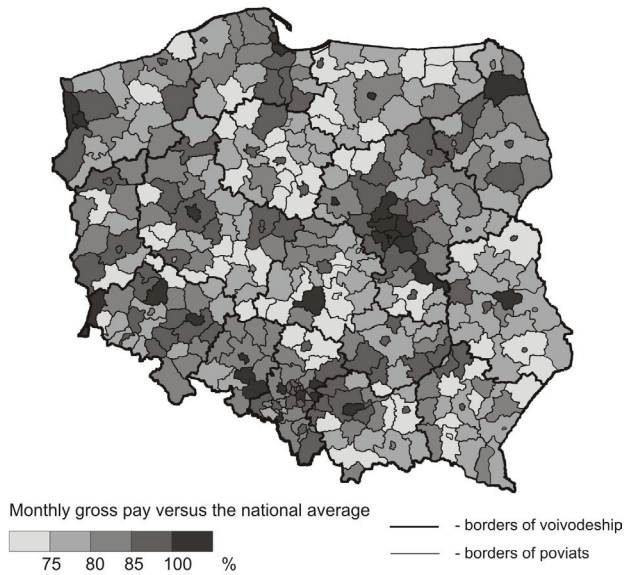 Monthly gross pay versus the national average
75 80 85 100 %
- borders of voivodeship
- borders of poviats